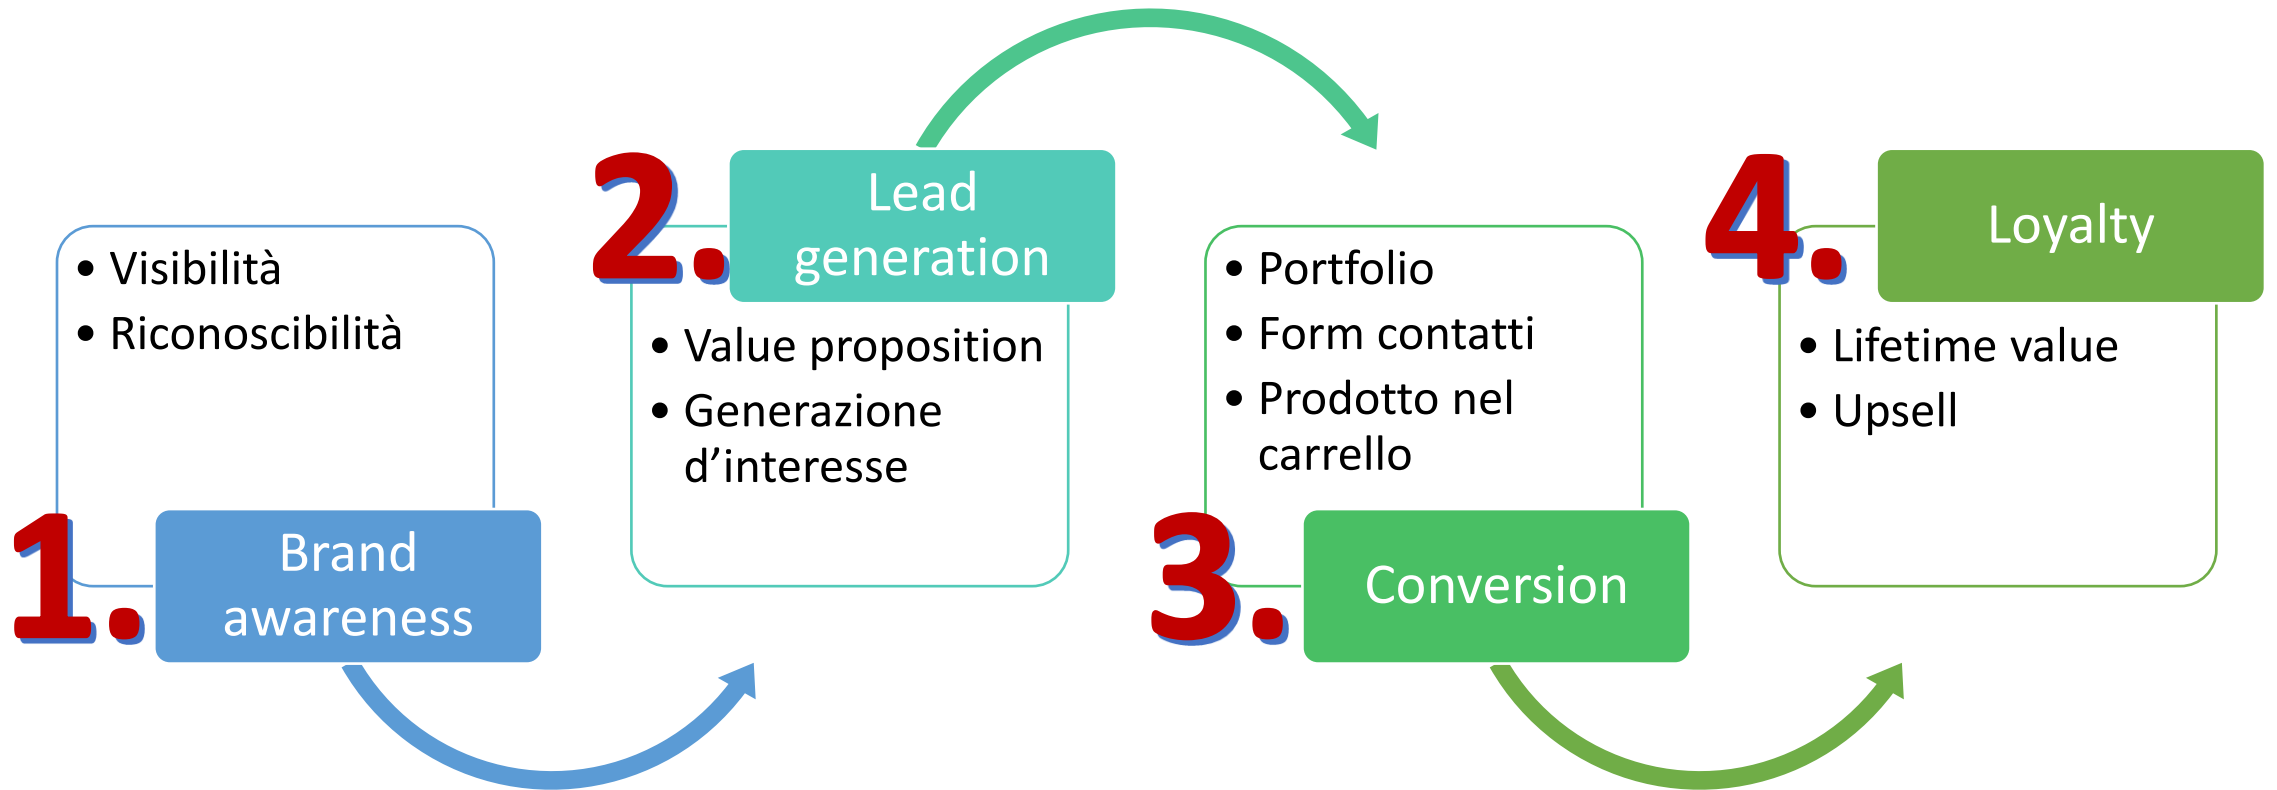 • Visibilità
• Riconoscibilità
1.
Brand
awareness
2.
Lead
generation
• Value proposition
• Generazione
d’interesse
• Portfolio
• Form contatti
• Prodotto nel
carrello
3.
Conversion
4.
Loyalty
• Lifetime value
• Upsell